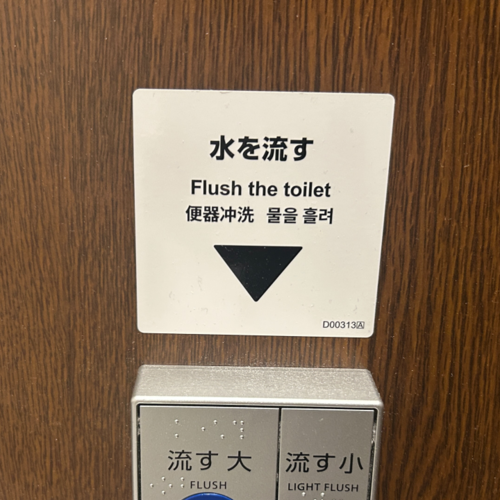 水を流す
Flush the toilet
便器冲洗 물을 흘려
D00313A
流す 大
FLUSH
流す 小
LIGHT FLUSH